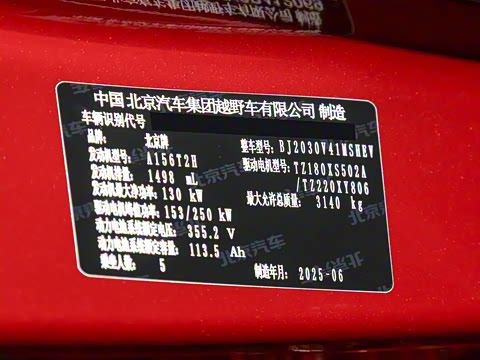 中国 北京汽车集团越野车有限公司 制造
车辆识别代号
品牌: 北京牌 整车型号: BJ2030V41MSHEV
发动机型号: A156T2H 驱动电机型号: TZ180XS502A
发动机排量: 1498 mL /TZ220XY806
发动机最大净功率: 130 kW 最大允许总质量: 3140 kg
驱动电机峰值功率: 153/250 kW
动力电池系统额定电压: 355.2 V
动力电池系统额定容量: 113.5 Ah
乘坐人数: 5 制造年月: 2025-06
北京汽车